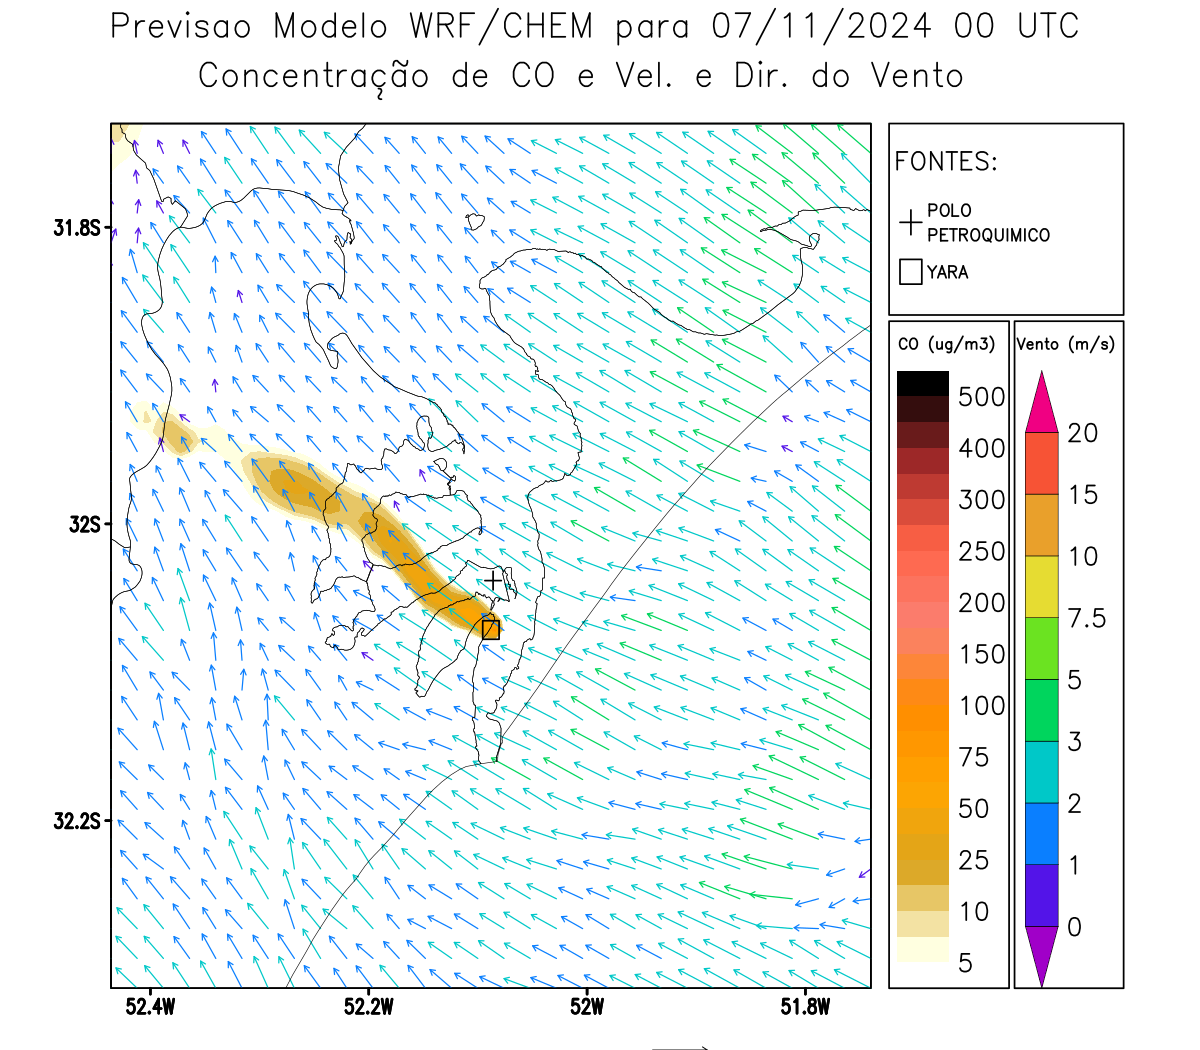 Previsao Modelo WRF/CHEM para 07/11/2024 00 UTC
Concentração de CO e Vel. e Dir. do Vento
FONTES:
POLO
PETROQUIMICO
YARA
CO (ug/m3)
500
400
300
250
200
150
100
75
50
25
10
5
Vento (m/s)
20
15
10
7.5
5
3
2
1
0
31.8S
32S
32.2S
52.4W
52.2W
52W
51.8W